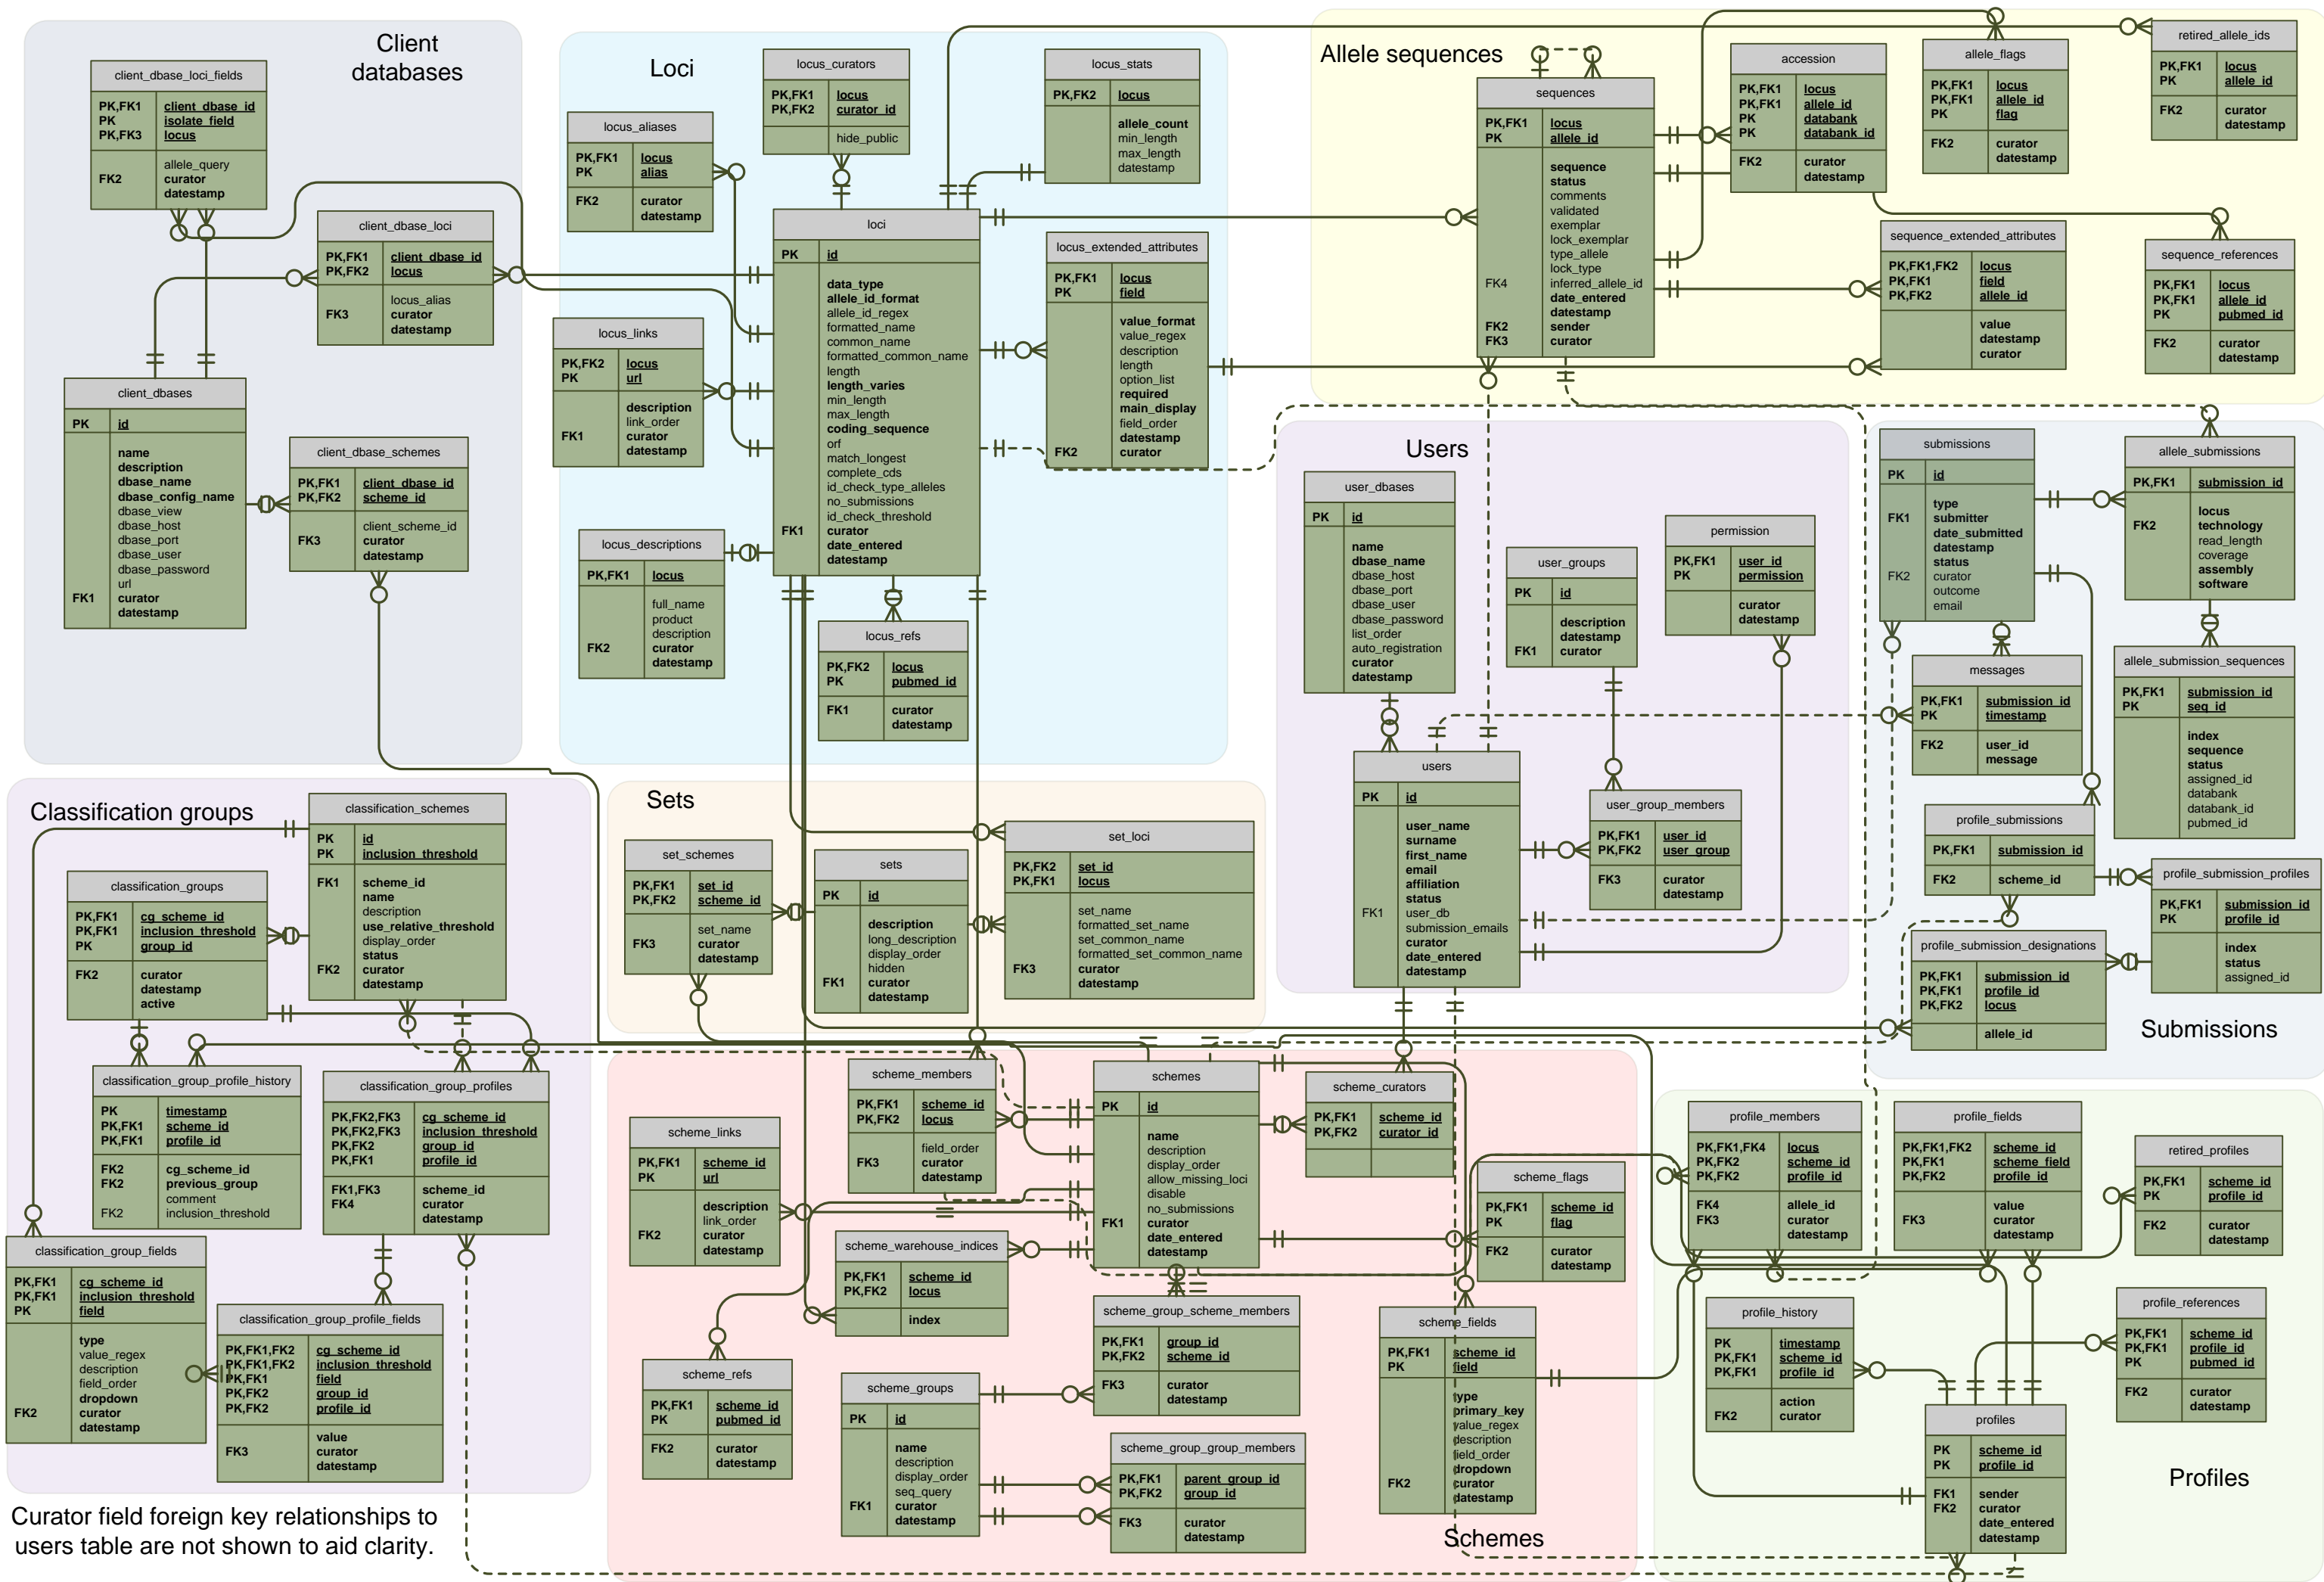 Client
databases
client_dbase_loci_fields
PK,FK1 client_dbase_id
PK isolate_field
PK,FK3 locus
allele_query
FK2 curator
datestamp
client_dbase_loci
PK,FK1 client_dbase_id
PK,FK2 locus
locus_alias
FK3 curator
datestamp
client_dbases
PK id
name
description
dbase_name
dbase_config_name
dbase_view
dbase_host
dbase_port
dbase_user
dbase_password
url
FK1 curator
datestamp
client_dbase_schemes
PK,FK1 client_dbase_id
PK,FK2 scheme_id
client_scheme_id
FK3 curator
datestamp
Loci
locus_curators
PK,FK1 locus
PK,FK2 curator_id
hide_public
locus_stats
PK,FK2 locus
allele_count
min_length
max_length
datestamp
locus_aliases
PK,FK1 locus
PK alias
FK2 curator
datestamp
loci
PK id
data_type
allele_id_format
allele_id_regex
formatted_name
common_name
formatted_common_name
length
length_varies
min_length
max_length
coding_sequence
orf
match_longest
complete_cds
id_check_type_alleles
no_submissions
id_check_threshold
FK1 curator
date_entered
datestamp
locus_extended_attributes
PK,FK1 locus
PK field
value_format
value_regex
description
length
option_list
required
main_display
field_order
datestamp
FK2 curator
locus_links
PK,FK2 locus
PK url
description
link_order
FK1 curator
datestamp
locus_descriptions
PK,FK1 locus
full_name
product
description
FK2 curator
datestamp
locus_refs
PK,FK2 locus
PK pubmed_id
FK1 curator
datestamp
Allele sequences
sequences
PK,FK1 locus
PK allele_id
sequence
status
comments
validated
exemplar
lock_exemplar
type_allele
lock_type
FK4 inferred_allele_id
date_entered
datestamp
FK2 sender
FK3 curator
accession
PK,FK1 locus
PK,FK1 allele_id
PK databank
PK databank_id
FK2 curator
datestamp
allele_flags
PK,FK1 locus
PK,FK1 allele_id
PK flag
FK2 curator
datestamp
retired_allele_ids
PK,FK1 locus
PK allele_id
FK2 curator
datestamp
sequence_extended_attributes
PK,FK1,FK2 locus
PK,FK1 field
PK,FK2 allele_id
value
datestamp
curator
sequence_references
PK,FK1 locus
PK,FK1 allele_id
PK pubmed_id
FK2 curator
datestamp
Users
user_dbases
PK id
name
dbase_name
dbase_host
dbase_port
dbase_user
dbase_password
list_order
auto_registration
curator
datestamp
user_groups
PK id
description
datestamp
FK1 curator
permission
PK,FK1 user_id
PK permission
curator
datestamp
users
PK id
user_name
surname
first_name
email
affiliation
status
FK1 user_db
submission_emails
curator
date_entered
datestamp
user_group_members
PK,FK1 user_id
PK,FK2 user_group
FK3 curator
datestamp
submissions
PK id
type
FK1 submitter
date_submitted
datestamp
status
FK2 curator
outcome
email
allele_submissions
PK,FK1 submission_id
locus
FK2 technology
read_length
coverage
assembly
software
messages
PK,FK1 submission_id
PK timestamp
FK2 user_id
message
allele_submission_sequences
PK,FK1 submission_id
PK seq_id
index
sequence
status
assigned_id
databank
databank_id
pubmed_id
profile_submissions
PK,FK1 submission_id
FK2 scheme_id
profile_submission_profiles
PK,FK1 submission_id
PK profile_id
index
status
assigned_id
profile_submission_designations
PK,FK1 submission_id
PK,FK1 profile_id
PK,FK2 locus
allele_id
Submissions
Classification groups
classification_schemes
PK id
PK inclusion_threshold
FK1 scheme_id
name
description
use_relative_threshold
display_order
status
FK2 curator
datestamp
classification_groups
PK,FK1 cg_scheme_id
PK,FK1 inclusion_threshold
PK group_id
FK2 curator
datestamp
active
classification_group_profile_history
PK timestamp
PK,FK1 scheme_id
PK,FK1 profile_id
FK2 cg_scheme_id
FK2 previous_group
comment
FK2 inclusion_threshold
classification_group_profiles
PK,FK2,FK3 cg_scheme_id
PK,FK2,FK3 inclusion_threshold
PK,FK2 group_id
PK,FK1 profile_id
FK1,FK3 scheme_id
FK4 curator
datestamp
classification_group_fields
PK,FK1 cg_scheme_id
PK,FK1 inclusion_threshold
PK field
type
value_regex
description
field_order
dropdown
FK2 curator
datestamp
classification_group_profile_fields
PK,FK1,FK2 cg_scheme_id
PK,FK1,FK2 inclusion_threshold
PK,FK1 field
PK,FK2 group_id
PK,FK2 profile_id
value
FK3 curator
datestamp
Curator field foreign key relationships to
users table are not shown to aid clarity.
Sets
set_schemes
PK,FK1 set_id
PK,FK2 scheme_id
set_name
FK3 curator
datestamp
sets
PK id
description
long_description
display_order
hidden
FK1 curator
datestamp
set_loci
PK,FK2 set_id
PK,FK1 locus
set_name
formatted_set_name
set_common_name
formatted_set_common_name
FK3 curator
datestamp
scheme_members
PK,FK1 scheme_id
PK,FK2 locus
field_order
FK3 curator
datestamp
schemes
PK id
name
description
display_order
allow_missing_loci
disable
no_submissions
FK1 curator
date_entered
datestamp
scheme_curators
PK,FK1 scheme_id
PK,FK2 curator_id
scheme_links
PK,FK1 scheme_id
PK url
description
link_order
FK2 curator
datestamp
scheme_flags
PK,FK1 scheme_id
PK flag
FK2 curator
datestamp
scheme_warehouse_indices
PK,FK1 scheme_id
PK,FK2 locus
index
scheme_group_scheme_members
PK,FK1 group_id
PK,FK2 scheme_id
FK3 curator
datestamp
scheme_fields
PK,FK1 scheme_id
PK field
type
primary_key
value_regex
description
field_order
dropdown
FK2 curator
datestamp
scheme_refs
PK,FK1 scheme_id
PK pubmed_id
FK2 curator
datestamp
scheme_groups
PK id
name
description
display_order
seq_query
FK1 curator
datestamp
scheme_group_group_members
PK,FK1 parent_group_id
PK,FK2 group_id
FK3 curator
datestamp
Schemes
profile_members
PK,FK1,FK4 locus
PK,FK2 scheme_id
PK,FK2 profile_id
FK4 allele_id
FK3 curator
datestamp
profile_fields
PK,FK1,FK2 scheme_id
PK,FK1 scheme_field
PK,FK2 profile_id
value
FK3 curator
datestamp
retired_profiles
PK,FK1 scheme_id
PK profile_id
FK2 curator
datestamp
profile_history
PK timestamp
PK,FK1 scheme_id
PK,FK1 profile_id
action
FK2 curator
profile_references
PK,FK1 scheme_id
PK,FK1 profile_id
PK pubmed_id
FK2 curator
datestamp
profiles
PK scheme_id
PK profile_id
FK1 sender
FK2 curator
date_entered
datestamp
Profiles